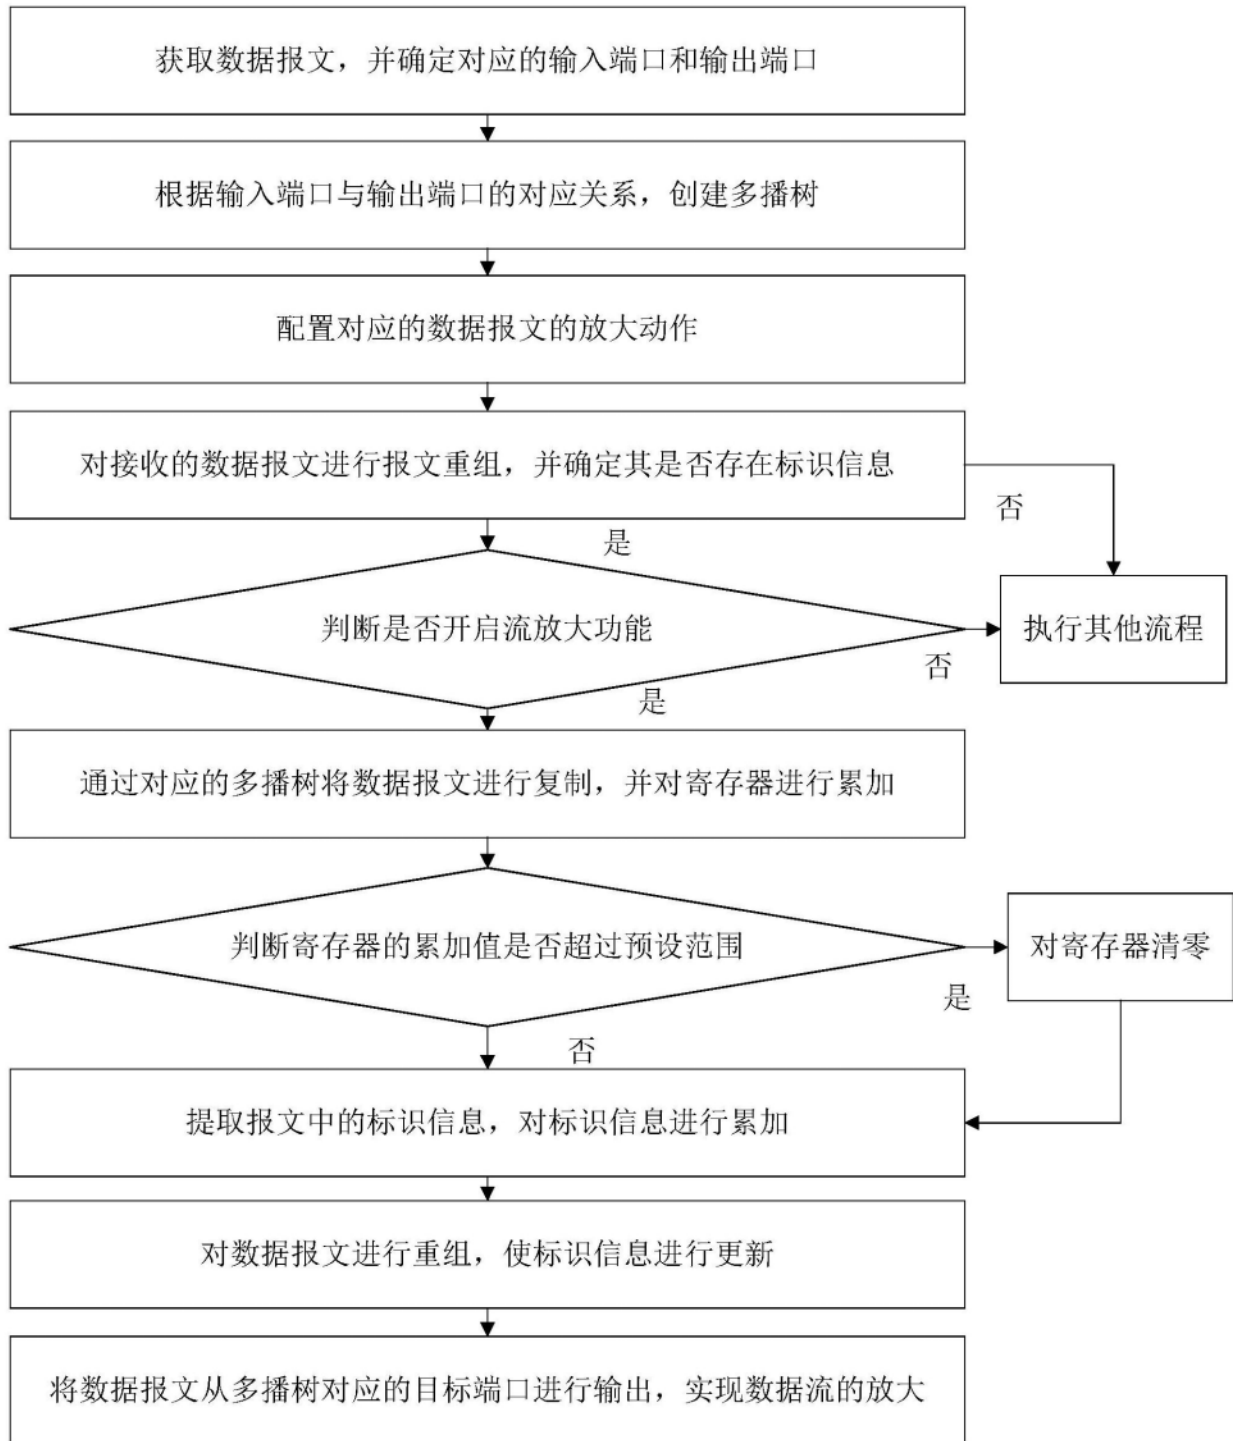 获取数据报文，并确定对应的输入端口和输出端口
根据输入端口与输出端口的对应关系，创建多播树
配置对应的数据报文的放大动作
对接收的数据报文进行报文重组，并确定其是否存在标识信息
否
是
判断是否开启流放大功能
执行其他流程
否
是
通过对应的多播树将数据报文进行复制，并对寄存器进行累加
判断寄存器的累加值是否超过预设范围
对寄存器清零
是
否
提取报文中的标识信息，对标识信息进行累加
对数据报文进行重组，使标识信息进行更新
将数据报文从多播树对应的目标端口进行输出，实现数据流的放大